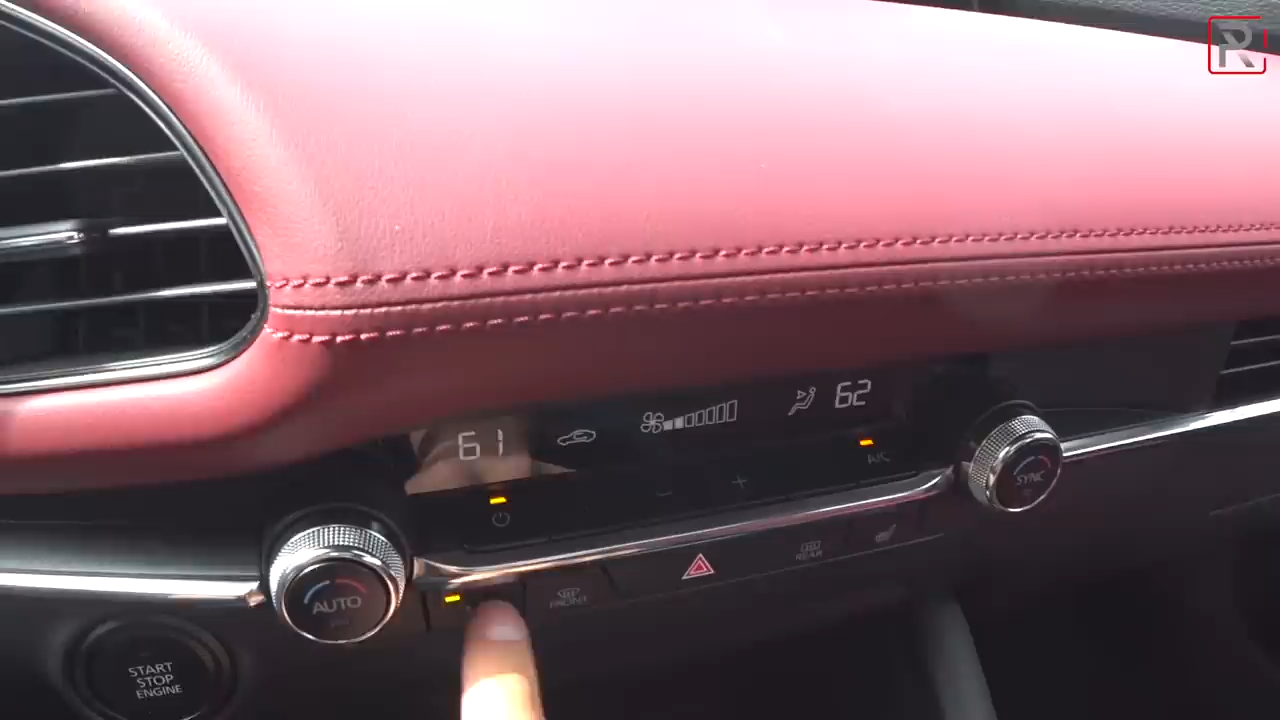 R
61
62
A/C
SYNC
AUTO
REAR
FRONT
START
STOP
ENGINE